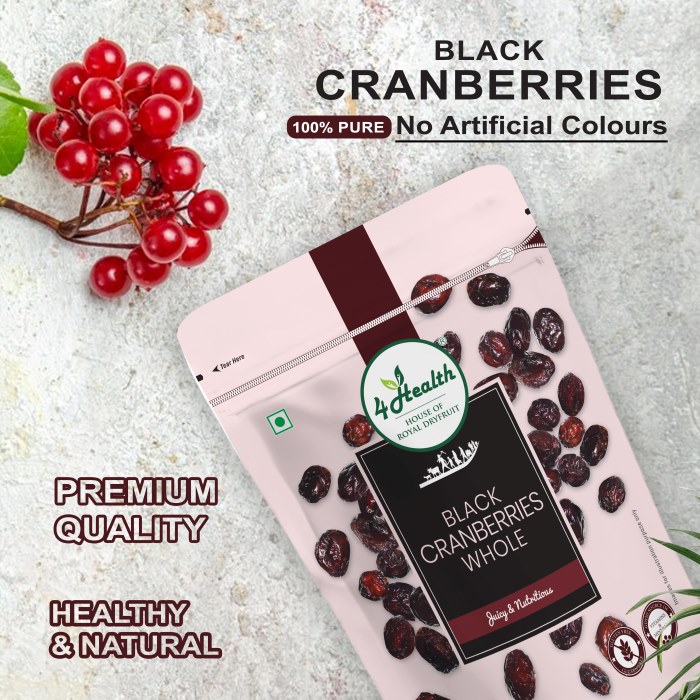 BLACK
CRANBERRIES
100% PURE No Artificial Colours
Tear Here
4Health
HOUSE OF
ROYAL DRYFRUIT
BLACK
CRANBERRIES
WHOLE
Juicy & Nutritious
PREMIUM
QUALITY
HEALTHY
& NATURAL